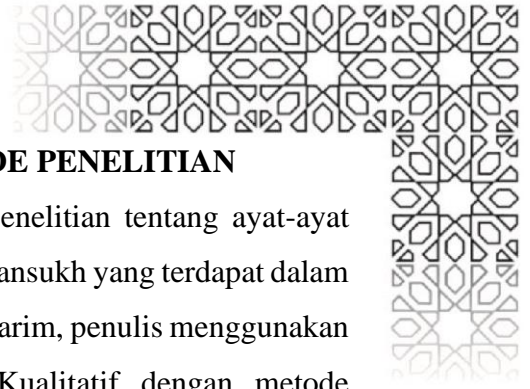 DE PENELITIAN
enelitian tentang ayat-ayat
ansukh yang terdapat dalam
arim, penulis menggunakan
Kualitatif dengan metode